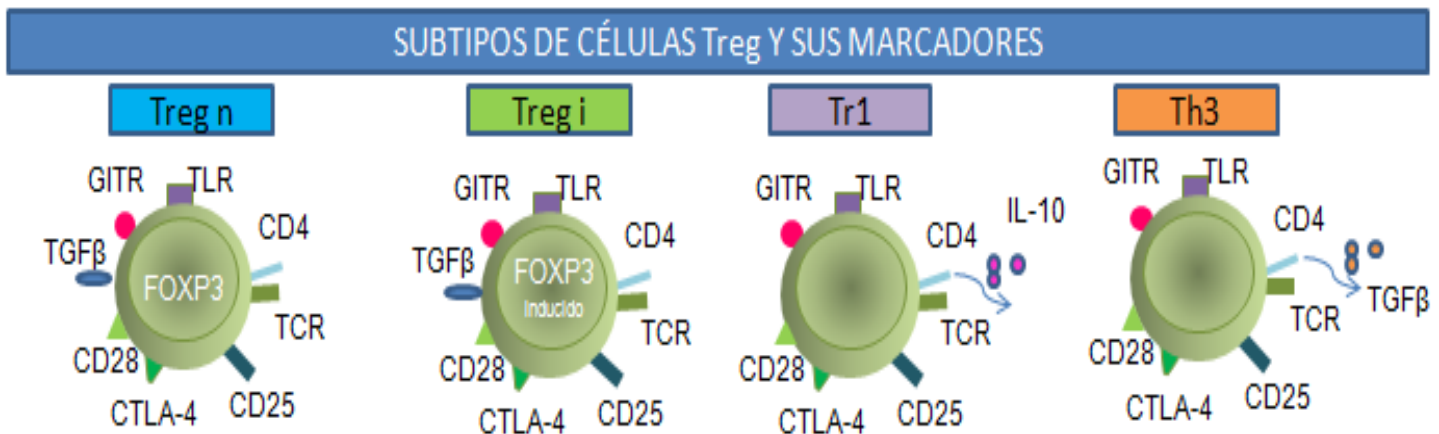 SUBTIPOS DE CÉLULAS Treg Y SUS MARCADORES
Treg n
Treg i
Tr1
Th3
GITR
TLR
CD4
TGFβ
FOXP3
TCR
CD28
CTLA-4
CD25
GITR
TLR
CD4
TGFβ
FOXP3
Inducido
TCR
CD28
CTLA-4
CD25
GITR
TLR
IL-10
CD4
TCR
CD28
CTLA-4
CD25
GITR
TLR
CD4
TGFβ
TCR
CD28
CTLA-4
CD25